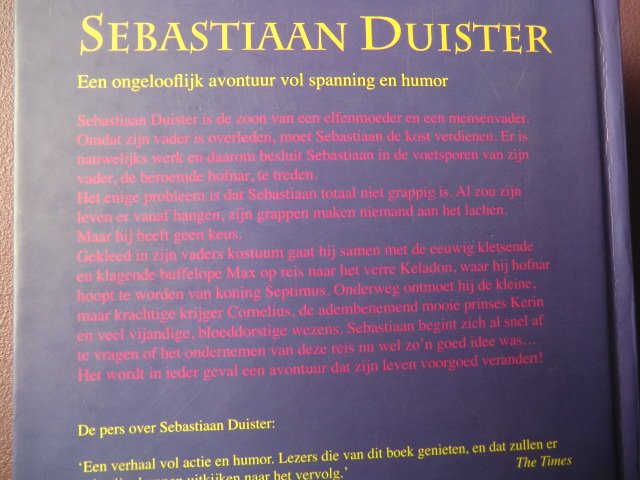 SEBASTIAAN DUISTER
Een ongelooflijk avontuur vol spanning en humor
Sebastiaan Duister is de zoon van een elfenmoeder en een mensenvader.
Omdat zijn vader is overleden, moet Sebastiaan de kost verdienen. Er is
nauwelijks werk en daarom besluit Sebastiaan in de voetsporen van zijn
vader, de beroemde hofnar, te treden.
Het enige probleem is dat Sebastiaan totaal niet grappig is. Al zou zijn
leven er vanaf hangen, zijn grappen maken niemand aan het lachen.
Maar hij heeft geen keus.
Gekleed in zijn vaders kostuum gaat hij samen met de eeuwig kletsende
en klagende buffelope Max op reis naar het verre Keladon, waar hij hofnar
hoopt te worden van koning Septimus. Onderweg ontmoet hij de kleine,
maar krachtige krijger Cornelius, de adembenemend mooie prinses Kerin
en veel vijandige, bloeddorstige wezens. Sebastiaan begint zich al snel af
te vragen of het ondernemen van deze reis nu wel zo'n goed idee was...
Het wordt in ieder geval een avontuur dat zijn leven voorgoed verandert!
De pers over Sebastiaan Duister:
'Een verhaal vol actie en humor. Lezers die van dit boek genieten, en dat zullen er
uitkijken naar het vervolg.' The Times